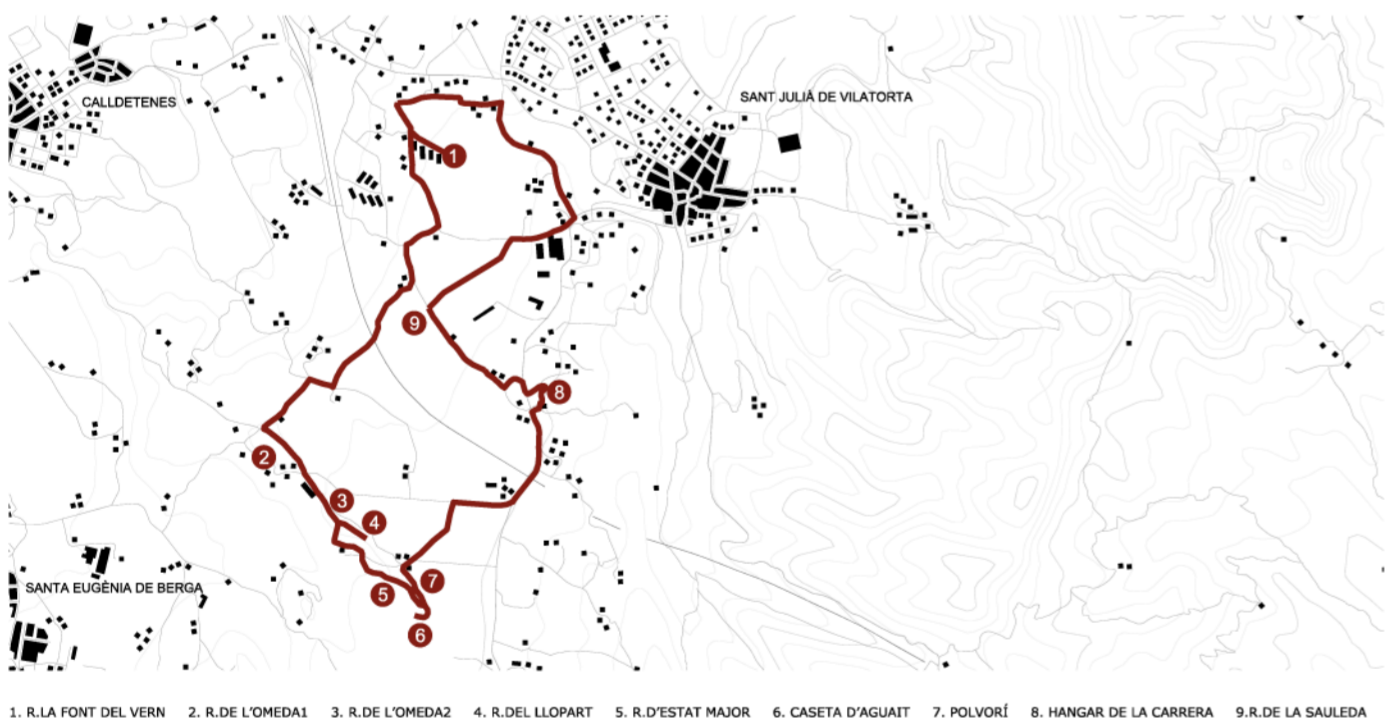 CALLDETENES
SANT JULIÀ DE VILATORTA
1
9
8
2
3
4
7
5
6
SANTA EUGÈNIA DE BERGA
1. R.LA FONT DEL VERN 2. R.DE L'OMEDA1 3. R.DE L'OMEDA2 4. R.DEL LLOPART 5. R.D'ESTAT MAJOR 6. CASETA D'AGUAIT 7. POLVORÍ 8. HANGAR DE LA CARRERA 9.R.DE LA SAULEDA